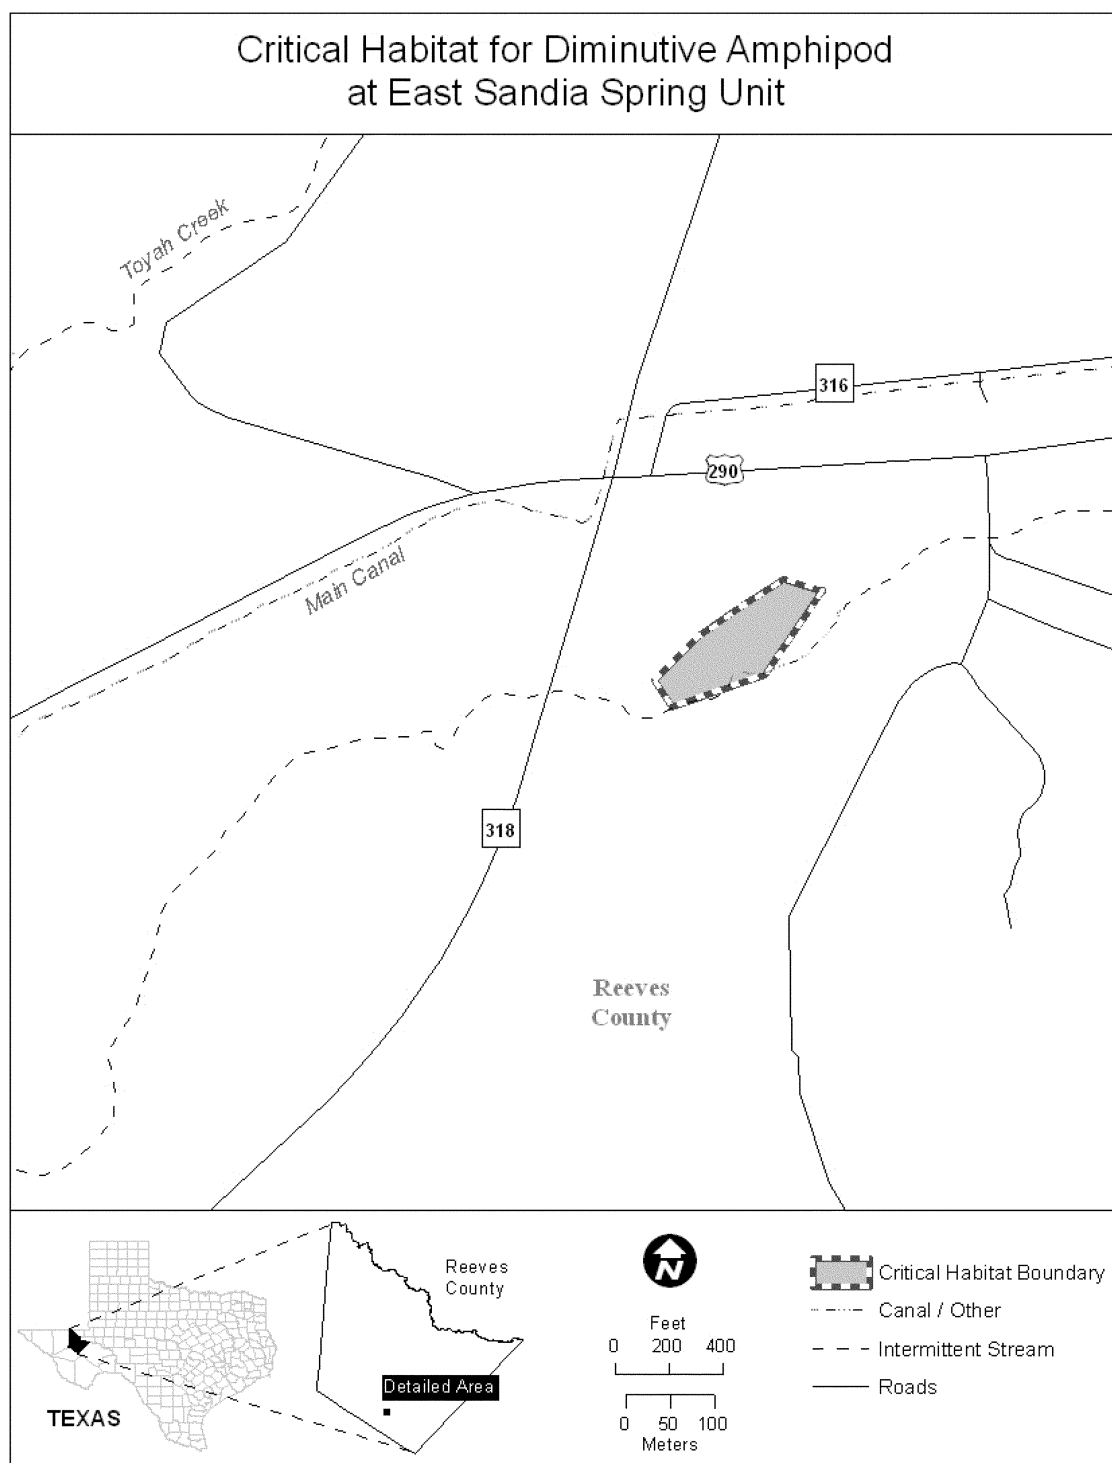 Critical Habitat for Diminutive Amphipod
at East Sandia Spring Unit
Toyah Creek
316
290
Main Canal
318
Reeves
County
Reeves
County
Detailed Area
TEXAS
N
Feet
0 200 400
0 50 100
Meters
Critical Habitat Boundary
Canal / Other
Intermittent Stream
Roads